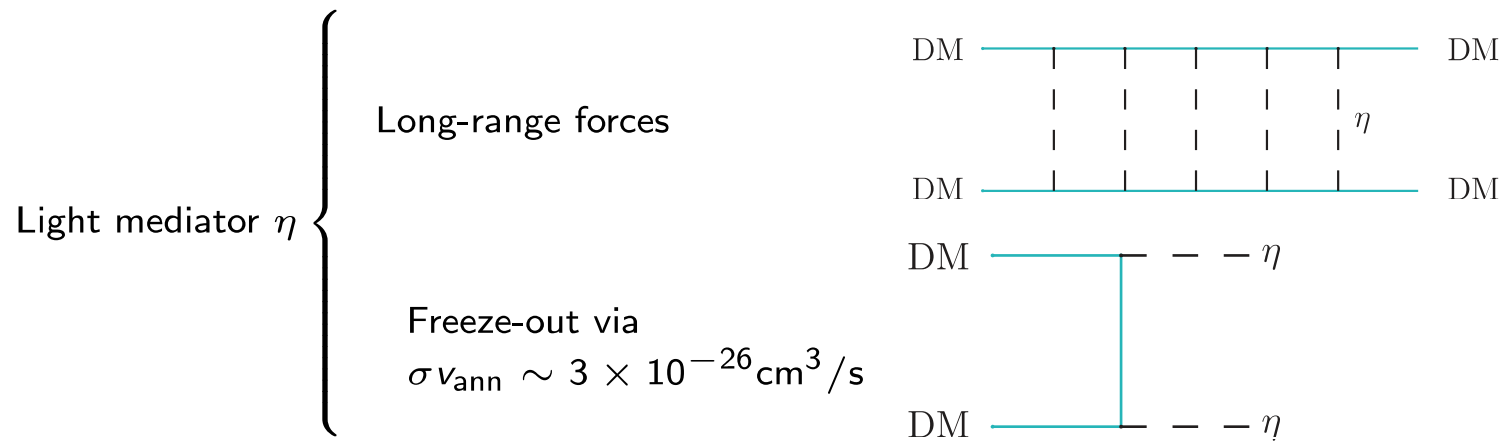 DM DM
Long-range forces
η
DM DM
Light mediator η
DM η
Freeze-out via
σv_ann ∼ 3 × 10^−26 cm^3/s
DM η